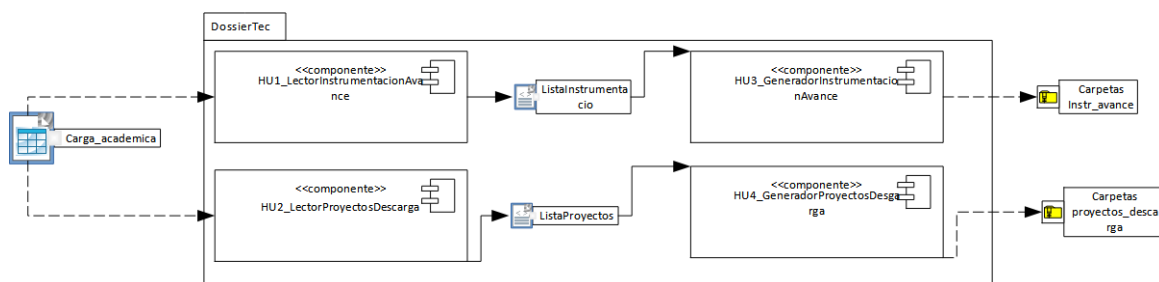 DossierTec
<<componente>>
HU1_LectorInstrumentacionAva
nce
ListaInstrumenta
cio
<<componente>>
HU3_GeneradorInstrumentacio
nAvance
Carpetas
Instr_avance
Carga_academica
<<componente>>
HU2_LectorProyectosDescarga
ListaProyectos
<<componente>>
HU4_GeneradorProyectosDesga
rga
Carpetas
proyectos_desca
rga